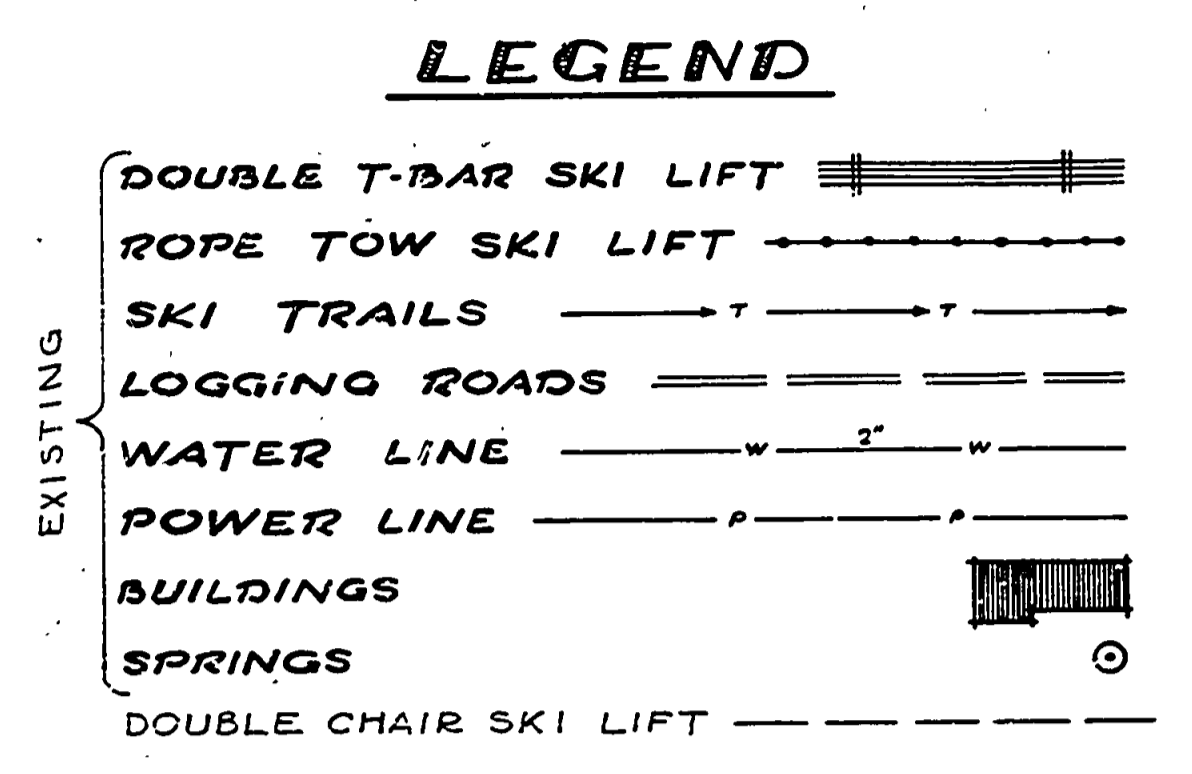 LEGEND
DOUBLE T-BAR SKI LIFT
ROPE TOW SKI LIFT
SKI TRAILS T T
LOGGING ROADS
WATER LINE W 2" W
POWER LINE P P
BUILDINGS
SPRINGS
EXISTING
DOUBLE CHAIR SKI LIFT